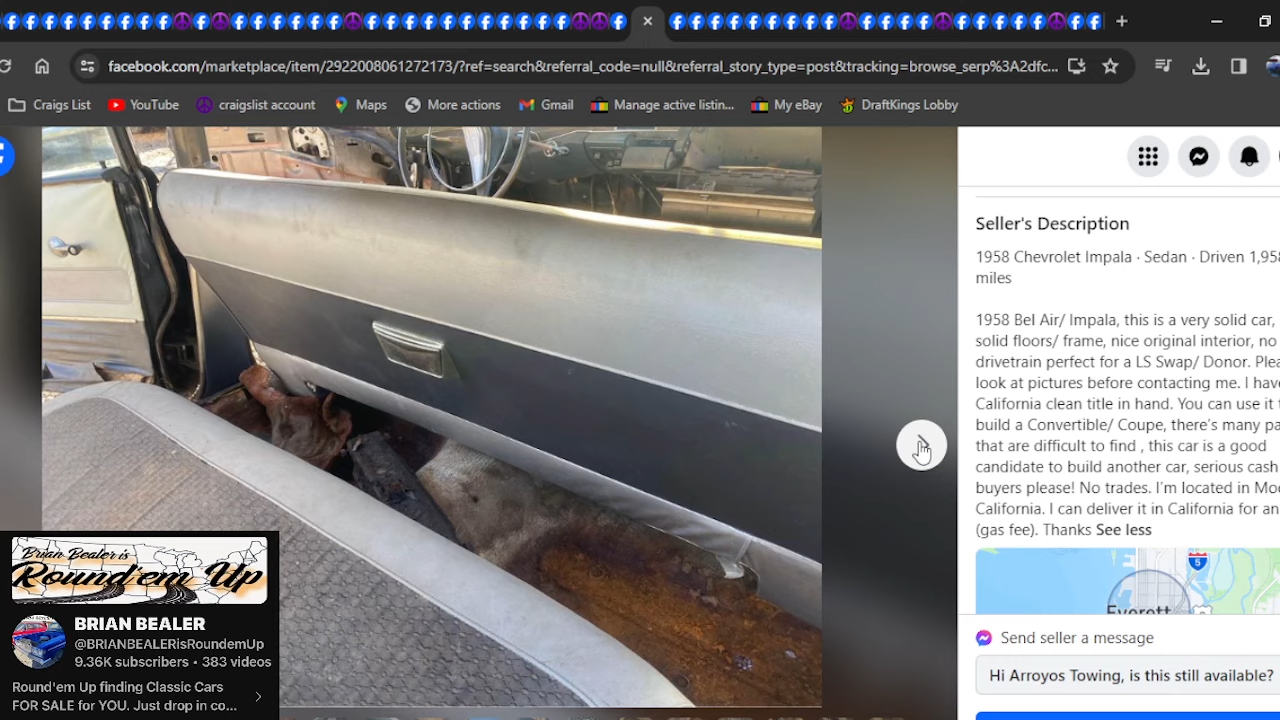 facebook.com/marketplace/item/2922008061272173/?ref=search&referral_code=null&referral_story_type=post&tracking=browse_serp%3A2dfc...
Craigs List
YouTube
craigslist account
Maps
More actions
Gmail
Manage active listin...
My eBay
DraftKings Lobby
Seller's Description
1958 Chevrolet Impala · Sedan · Driven 1,958
miles
1958 Bel Air/ Impala, this is a very solid car,
solid floors/ frame, nice original interior, no
drivetrain perfect for a LS Swap/ Donor. Plea
look at pictures before contacting me. I have
California clean title in hand. You can use it
build a Convertible/ Coupe, there's many pa
that are difficult to find , this car is a good
candidate to build another car, serious cash
buyers please! No trades. I'm located in Mo
California. I can deliver it in California for an
(gas fee). Thanks See less
5
Everett
Send seller a message
Hi Arroyos Towing, is this still available?
Brian Bealer is
Round'em Up
BRIAN BEALER
@BRIANBEALERisRoundemUp
9.36K subscribers • 383 videos
Round'em Up finding Classic Cars
FOR SALE for YOU. Just drop in co...